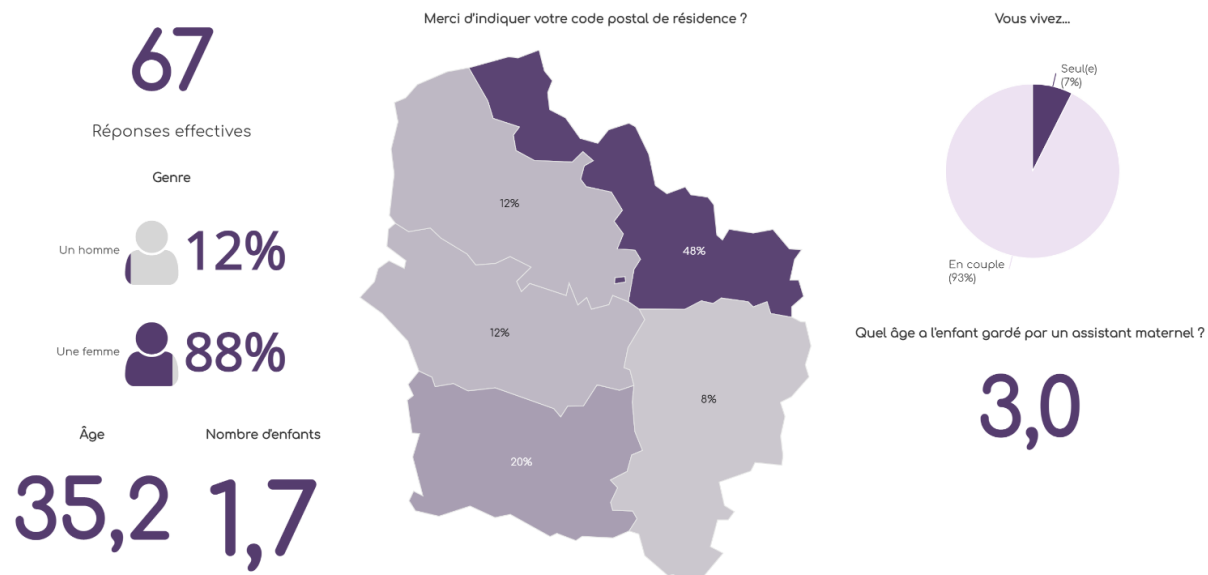 67
Réponses effectives
Genre
Un homme
12%
Une femme
88%
Âge
35,2
Nombre d'enfants
1,7
Merci d'indiquer votre code postal de résidence ?
12%
48%
12%
8%
20%
Vous vivez...
Seul(e)
(7%)
En couple
(93%)
Quel âge a l'enfant gardé par un assistant maternel ?
3,0